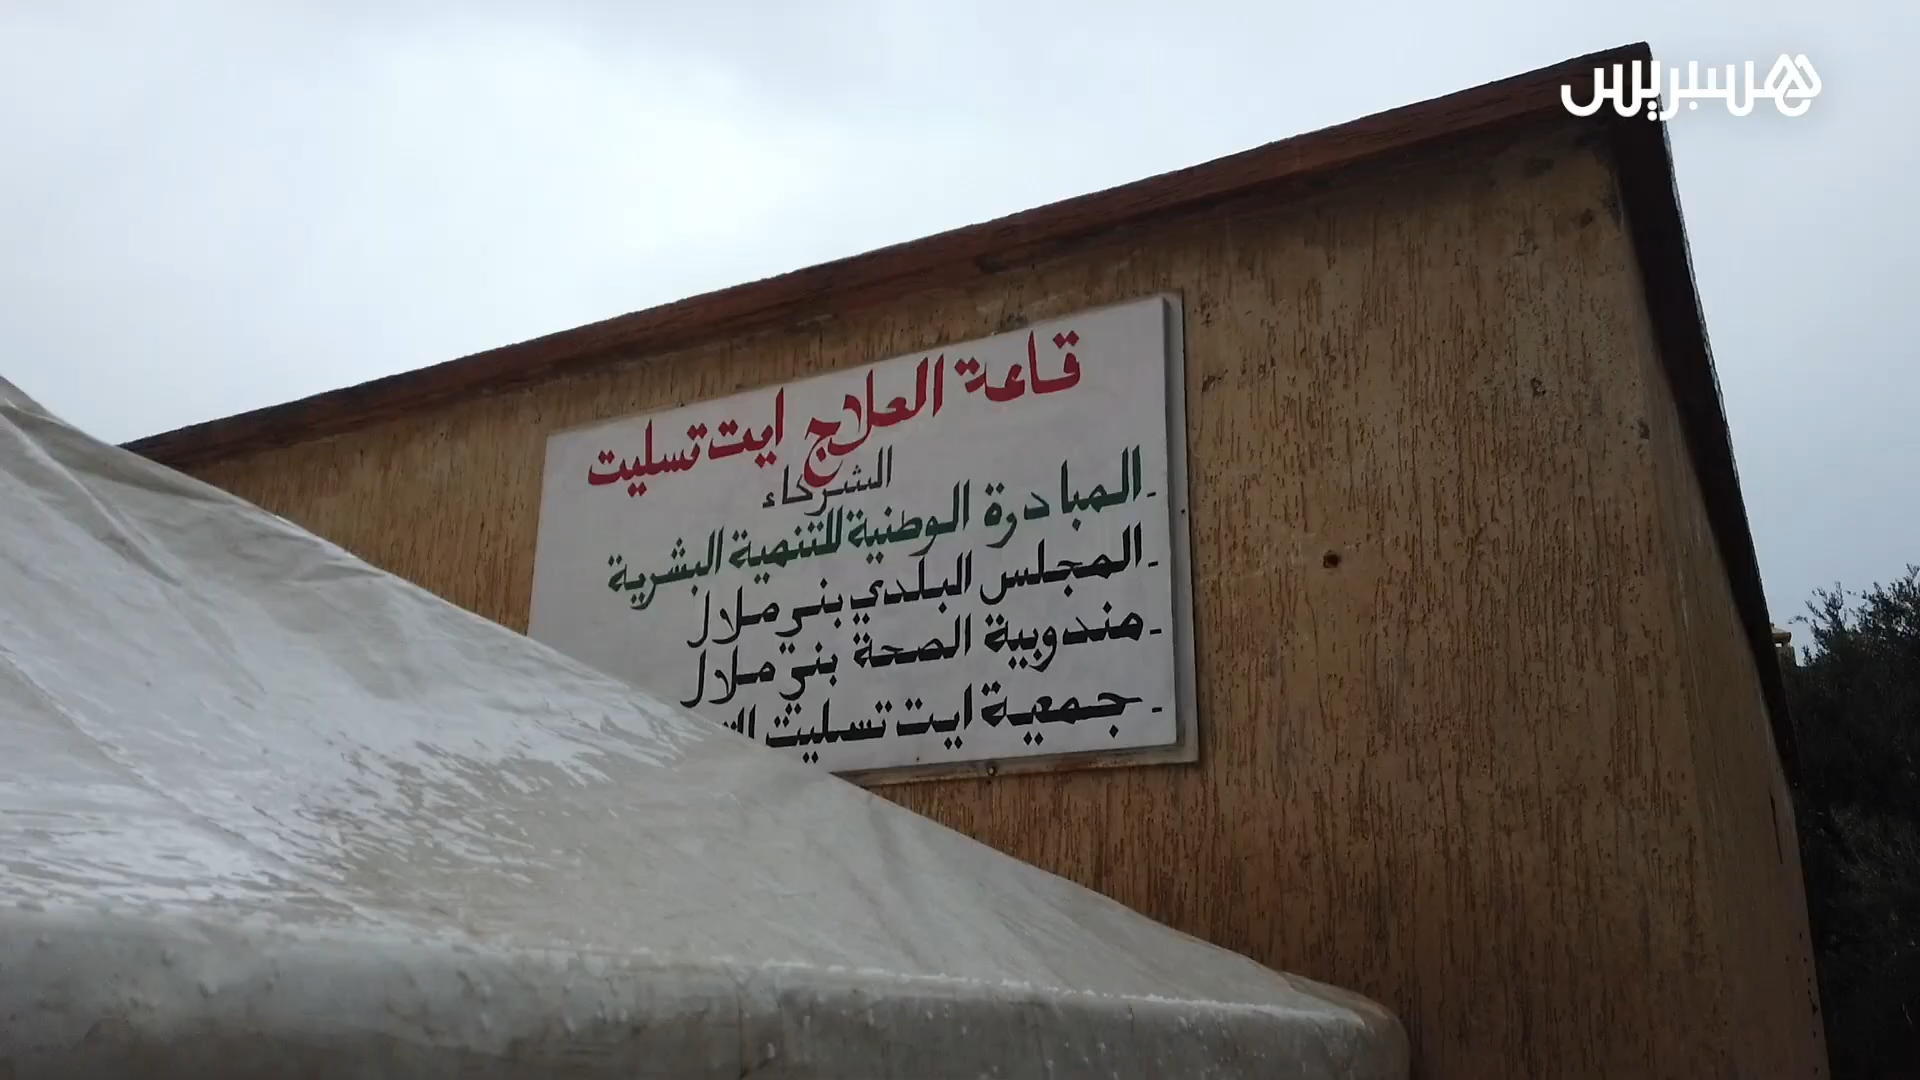 هسبريس
قاعة العلاج ايت تسليت
الشركاء
- المبادرة الوطنية للتنمية البشرية
- المجلس البلدي بني ملال
- مندوبية الصحة بني ملال
- جمعية ايت تسليت